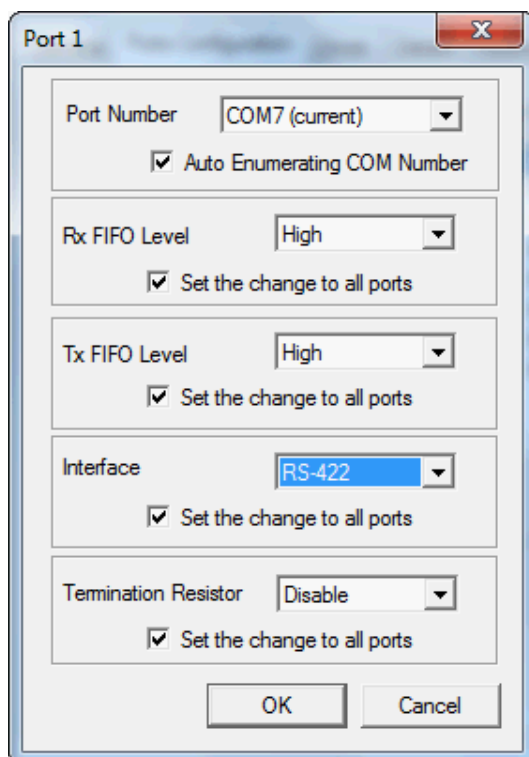 Port 1
Port Number COM7 (current)
Auto Enumerating COM Number
Rx FIFO Level High
Set the change to all ports
Tx FIFO Level High
Set the change to all ports
Interface RS-422
Set the change to all ports
Termination Resistor Disable
Set the change to all ports
OK Cancel